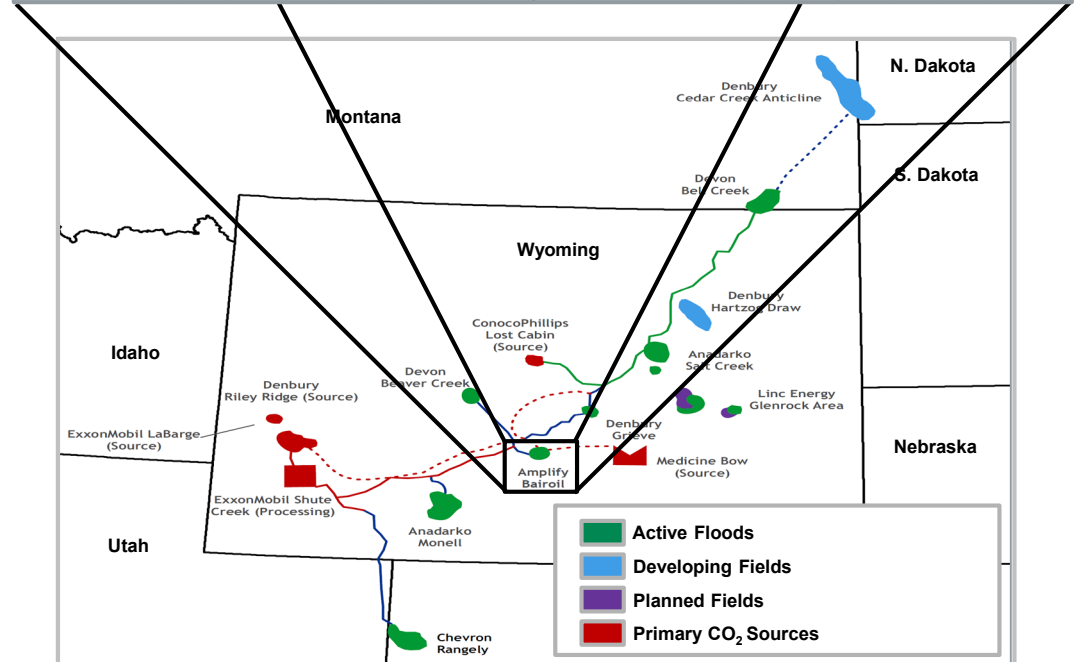 N. Dakota
Denbury
Cedar Creek Anticline
Montana
Devon
Bell Creek
S. Dakota
Wyoming
Denbury
Hartzog Draw
ConocoPhillips
Lost Cabin
(Source)
Idaho
Anadarko
Salt Creek
Devon
Beaver Creek
Denbury
Riley Ridge (Source)
Linc Energy
Glenrock Area
ExxonMobil LaBarge
(Source)
Denbury
Grieve
Nebraska
Medicine Bow
(Source)
Amplify
Bairoil
ExxonMobil Shute
Creek (Processing)
Anadarko
Monell
Utah
Active Floods
Developing Fields
Planned Fields
Primary CO₂ Sources
Chevron
Rangely